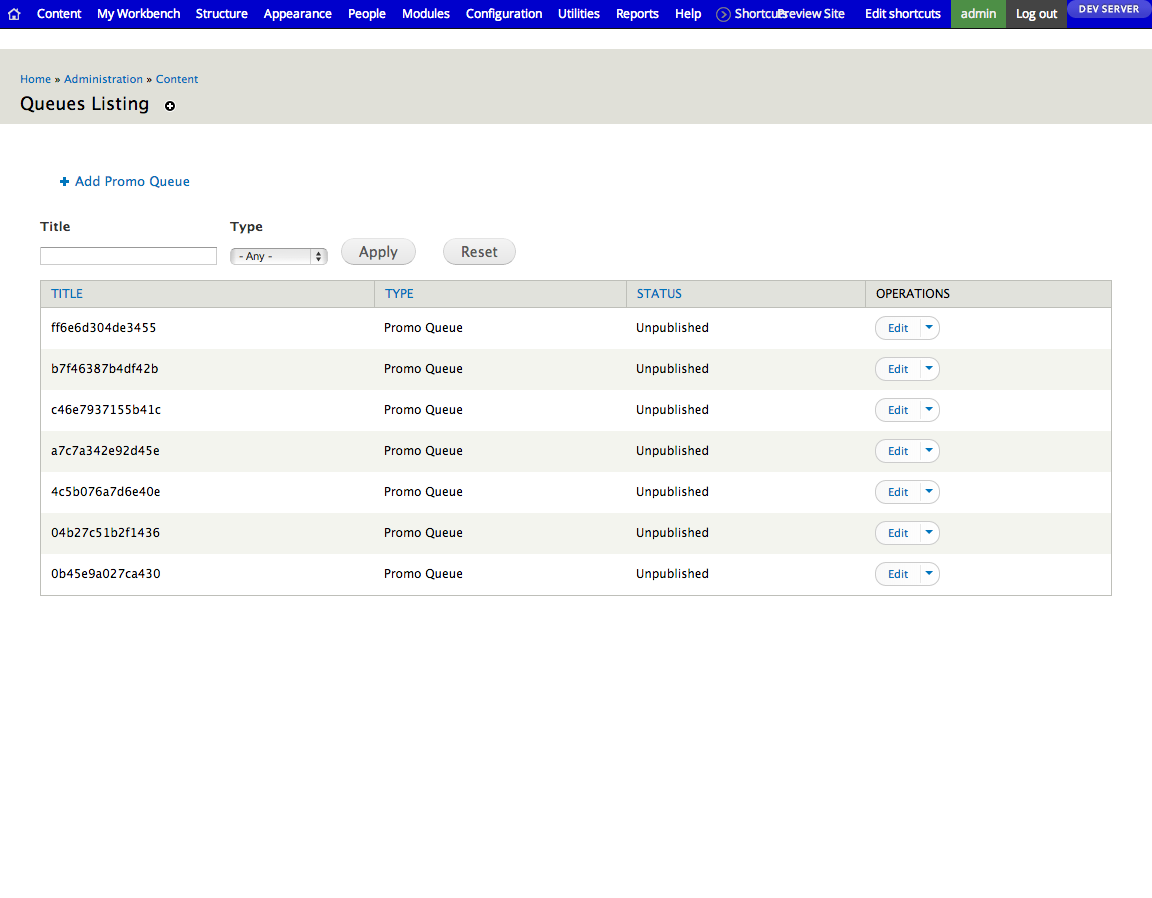 Content My Workbench Structure Appearance People Modules Configuration Utilities Reports Help Shortcuts Preview Site Edit shortcuts admin Log out DEV SERVER
Home » Administration » Content
Queues Listing
Add Promo Queue
Title Type
- Any - Apply Reset
TITLE TYPE STATUS OPERATIONS
ff6e6d304de3455 Promo Queue Unpublished Edit
b7f46387b4df42b Promo Queue Unpublished Edit
c46e7937155b41c Promo Queue Unpublished Edit
a7c7a342e92d45e Promo Queue Unpublished Edit
4c5b076a7d6e40e Promo Queue Unpublished Edit
04b27c51b2f1436 Promo Queue Unpublished Edit
0b45e9a027ca430 Promo Queue Unpublished Edit